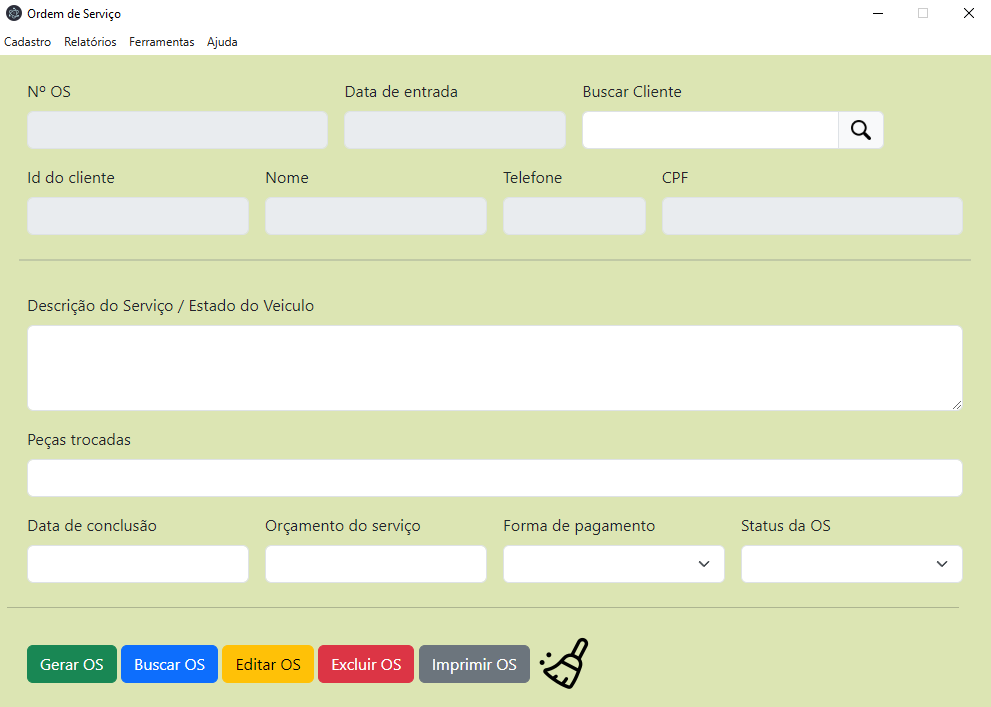 Ordem de Serviço
Cadastro Relatórios Ferramentas Ajuda
Nº OS Data de entrada Buscar Cliente
Id do cliente Nome Telefone CPF
Descrição do Serviço / Estado do Veiculo
Peças trocadas
Data de conclusão Orçamento do serviço Forma de pagamento Status da OS
Gerar OS Buscar OS Editar OS Excluir OS Imprimir OS